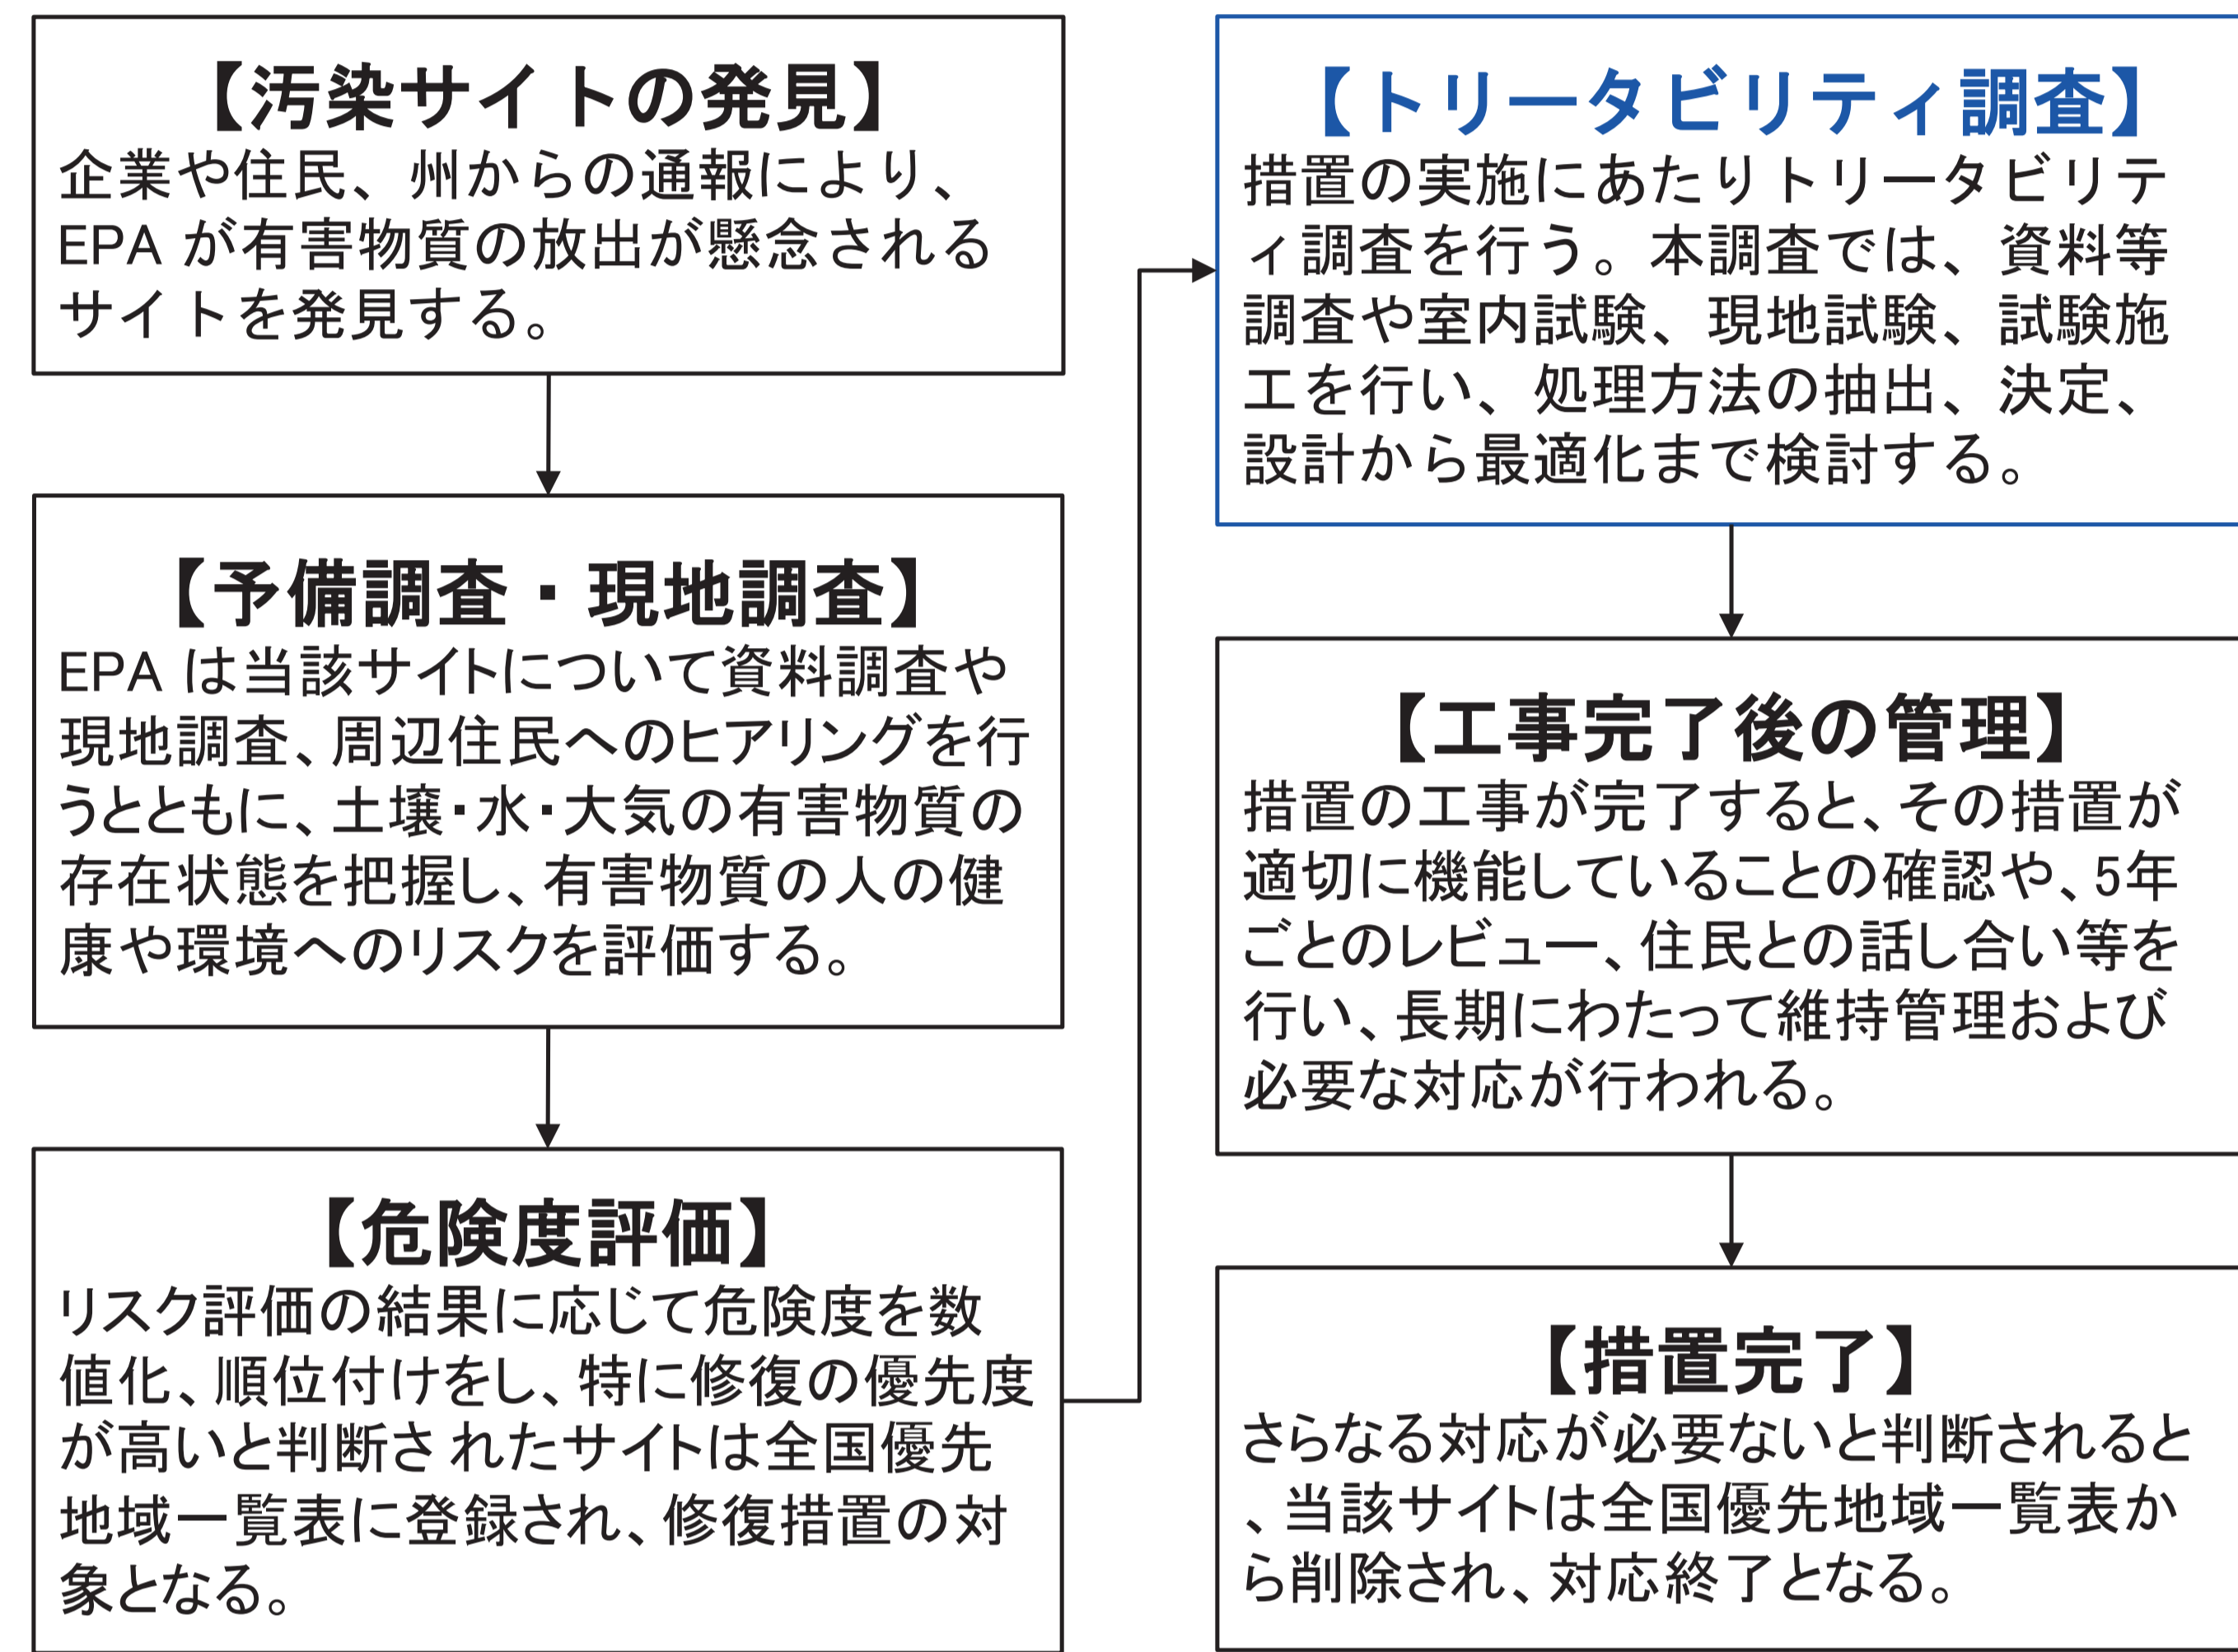 【汚染サイトの発見】
企業や住民、州からの通報により、
EPA が有害物質の流出が懸念される
サイトを発見する。
【予備調査・現地調査】
EPA は当該サイトについて資料調査や
現地調査、周辺住民へのヒアリングを行
うとともに、土壌・水・大気の有害物質の
存在状態を把握し、有害物質の人の健
康や環境へのリスクを評価する。
【危険度評価】
リスク評価の結果に応じて危険度を数
値化、順位付けをし、特に修復の優先度
が高いと判断されたサイトは全国優先
地域一覧表に登録され、修復措置の対
象となる。
【トリータビリティ調査】
措置の実施にあたりトリータビリテ
ィ調査を行う。本調査では、資料等
調査や室内試験、現地試験、試験施
工を行い、処理方法の抽出、決定、
設計から最適化まで検討する。
【工事完了後の管理】
措置の工事が完了すると、その措置が
適切に機能していることの確認や、5年
ごとのレビュー、住民との話し合い等を
行い、長期にわたって維持管理および
必要な対応が行われる。
【措置完了】
さらなる対応が必要ないと判断されると
、当該サイトは全国優先地域一覧表か
ら削除され、対応終了となる。